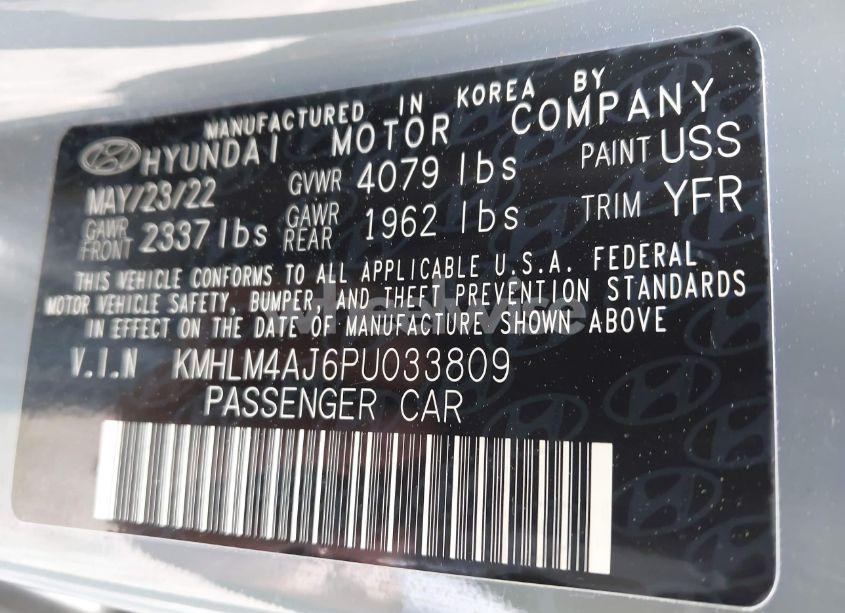 MANUFACTURED IN KOREA BY
HYUNDAI MOTOR COMPANY
MAY/23/22 GVWR 4079 lbs PAINT USS
GAWR FRONT 2337 lbs GAWR REAR 1962 lbs TRIM YFR
THIS VEHICLE CONFORMS TO ALL APPLICABLE U.S.A. FEDERAL
MOTOR VEHICLE SAFETY, BUMPER, AND THEFT PREVENTION STANDARDS
IN EFFECT ON THE DATE OF MANUFACTURE SHOWN ABOVE
V.I.N KMHLM4AJ6PU033809
PASSENGER CAR